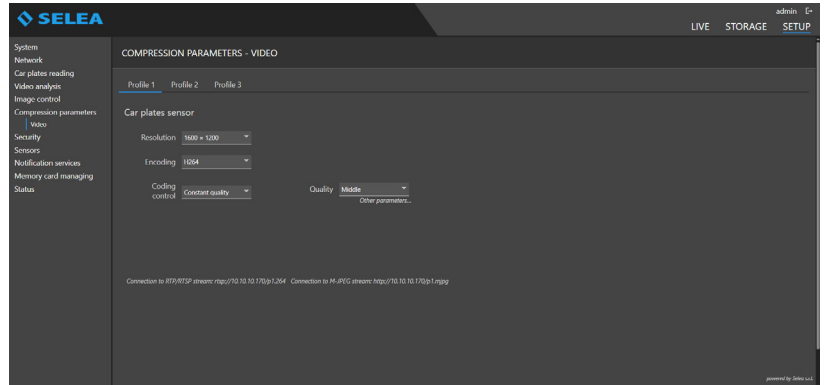 SELEA
admin
LIVE STORAGE SETUP
System
Network
Car plates reading
Video analysis
Image control
Compression parameters
Video
Security
Sensors
Notification services
Memory card managing
Status
COMPRESSION PARAMETERS - VIDEO
Profile 1 Profile 2 Profile 3
Car plates sensor
Resolution 1600 × 1200
Encoding H264
Coding control Constant quality Quality Middle
Other parameters...
Connection to RTP/RTSP stream: rtsp://10.10.10.170/p1.264 Connection to M-JPEG stream: http://10.10.10.170/p1.mjpg
powered by Selea s.r.l.